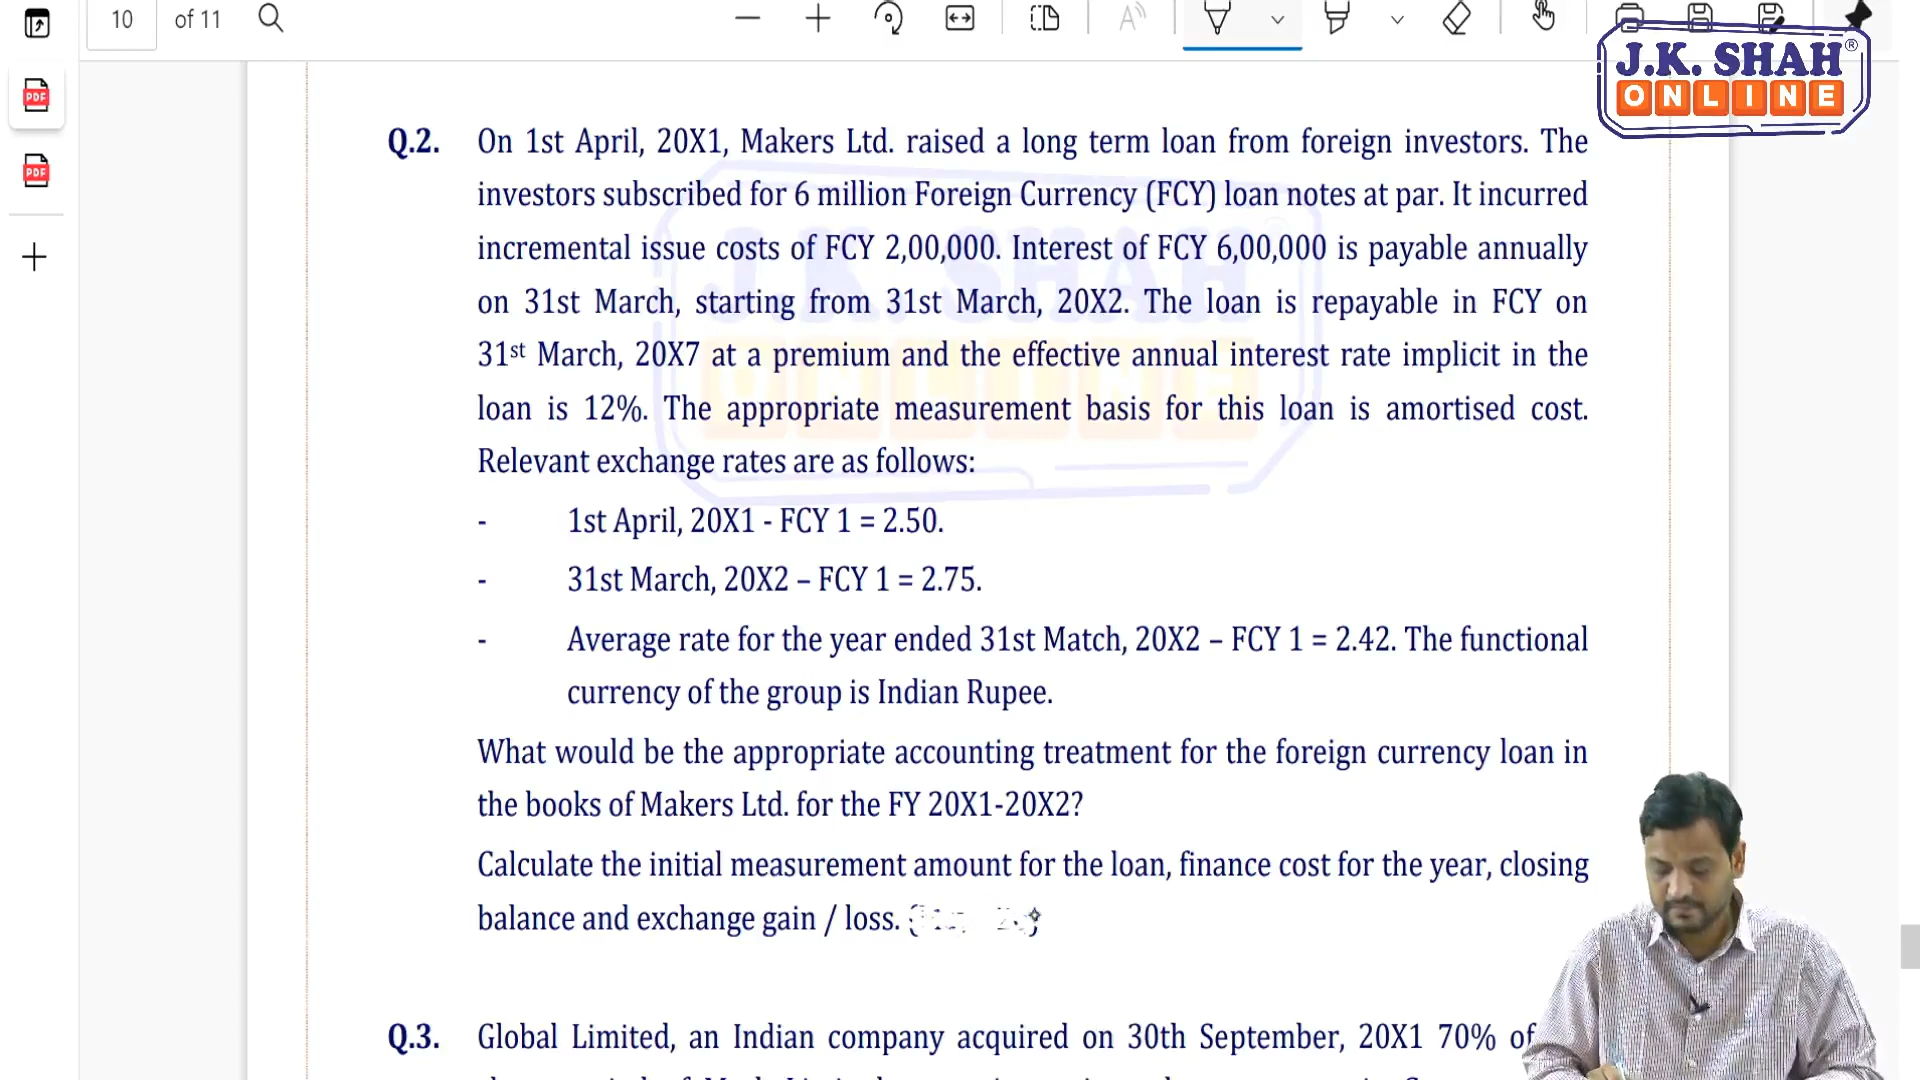 10 of 11
J.K. SHAH®
ONLINE
PDF
PDF
Q.2. On 1st April, 20X1, Makers Ltd. raised a long term loan from foreign investors. The
investors subscribed for 6 million Foreign Currency (FCY) loan notes at par. It incurred
incremental issue costs of FCY 2,00,000. Interest of FCY 6,00,000 is payable annually
on 31st March, starting from 31st March, 20X2. The loan is repayable in FCY on
31st March, 20X7 at a premium and the effective annual interest rate implicit in the
loan is 12%. The appropriate measurement basis for this loan is amortised cost.
Relevant exchange rates are as follows:
- 1st April, 20X1 - FCY 1 = 2.50.
- 31st March, 20X2 – FCY 1 = 2.75.
- Average rate for the year ended 31st Match, 20X2 – FCY 1 = 2.42. The functional
currency of the group is Indian Rupee.
What would be the appropriate accounting treatment for the foreign currency loan in
the books of Makers Ltd. for the FY 20X1-20X2?
Calculate the initial measurement amount for the loan, finance cost for the year, closing
balance and exchange gain / loss.
Q.3. Global Limited, an Indian company acquired on 30th September, 20X1 70% of